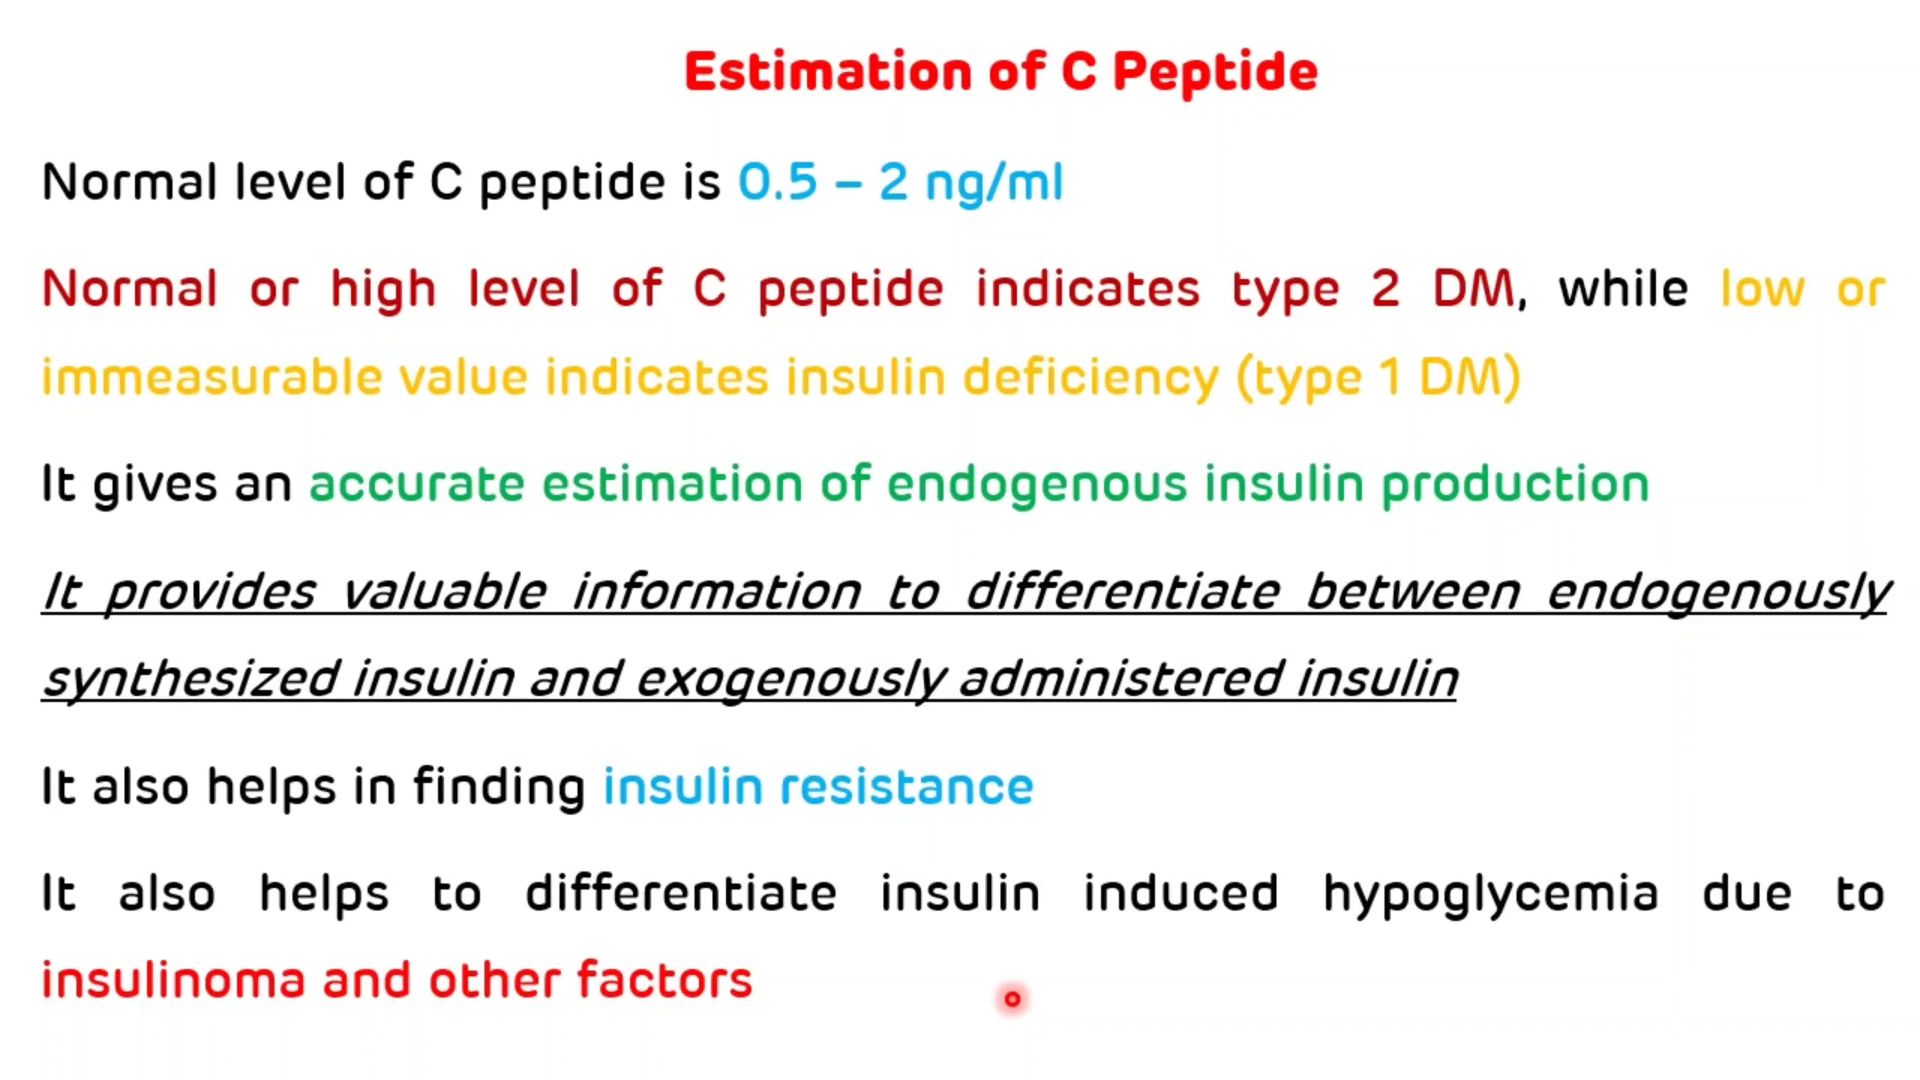 Estimation of C Peptide
Normal level of C peptide is 0.5 – 2 ng/ml
Normal or high level of C peptide indicates type 2 DM, while low or
immeasurable value indicates insulin deficiency (type 1 DM)
It gives an accurate estimation of endogenous insulin production
It provides valuable information to differentiate between endogenously
synthesized insulin and exogenously administered insulin
It also helps in finding insulin resistance
It also helps to differentiate insulin induced hypoglycemia due to
insulinoma and other factors